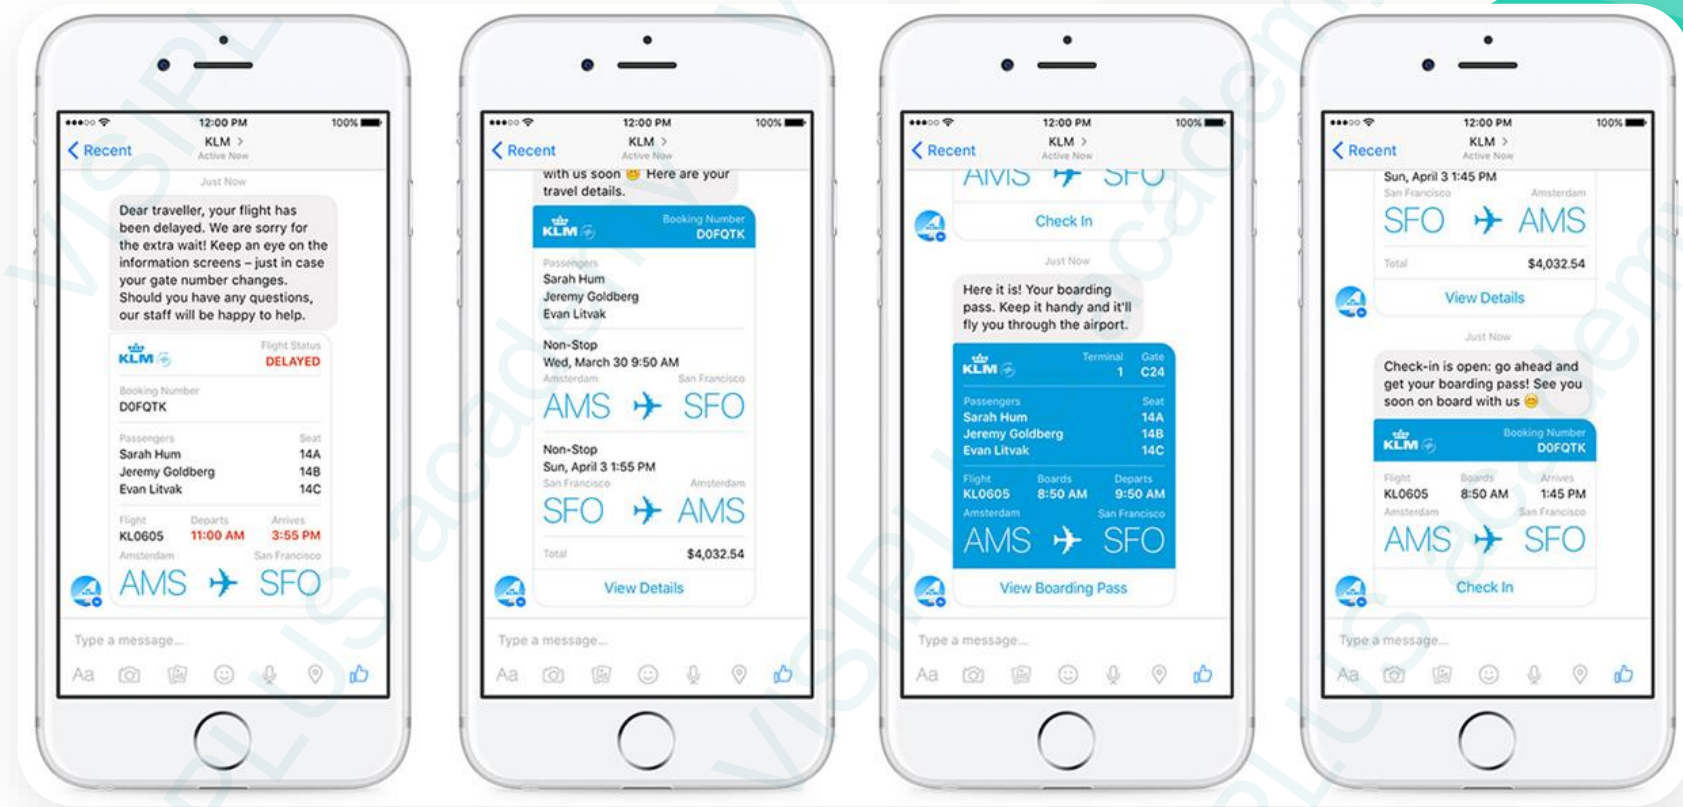 12:00 PM
100%
Recent
KLM >
Active Now
Just Now
Dear traveller, your flight has
been delayed. We are sorry for
the extra wait! Keep an eye on the
information screens – just in case
your gate number changes.
Should you have any questions,
our staff will be happy to help.
KLM
Flight Status
DELAYED
Booking Number
D0FQTK
Passengers Seat
Sarah Hum 14A
Jeremy Goldberg 14B
Evan Litvak 14C
Flight Departs Arrives
KL0605 11:00 AM 3:55 PM
Amsterdam San Francisco
AMS SFO
Type a message...
Aa
12:00 PM
100%
Recent
KLM >
Active Now
with us soon 😊 Here are your
travel details.
KLM
Booking Number
D0FQTK
Passengers
Sarah Hum
Jeremy Goldberg
Evan Litvak
Non-Stop
Wed, March 30 9:50 AM
Amsterdam San Francisco
AMS SFO
Non-Stop
Sun, April 3 1:55 PM
San Francisco Amsterdam
SFO AMS
Total $4,032.54
View Details
Type a message...
Aa
12:00 PM
100%
Recent
KLM >
Active Now
AMS SFO
Check In
Just Now
Here it is! Your boarding
pass. Keep it handy and it'll
fly you through the airport.
KLM
Terminal Gate
1 C24
Passengers Seat
Sarah Hum 14A
Jeremy Goldberg 14B
Evan Litvak 14C
Flight Boards Departs
KL0605 8:50 AM 9:50 AM
Amsterdam San Francisco
AMS SFO
View Boarding Pass
Type a message...
Aa
12:00 PM
100%
Recent
KLM >
Active Now
Sun, April 3 1:45 PM
San Francisco Amsterdam
SFO AMS
Total $4,032.54
View Details
Just Now
Check-in is open: go ahead and
get your boarding pass! See you
soon on board with us 😊
KLM
Booking Number
D0FQTK
Flight Boards Arrives
KL0605 8:50 AM 1:45 PM
Amsterdam San Francisco
AMS SFO
Check In
Type a message...
Aa
VISIPLUS academy